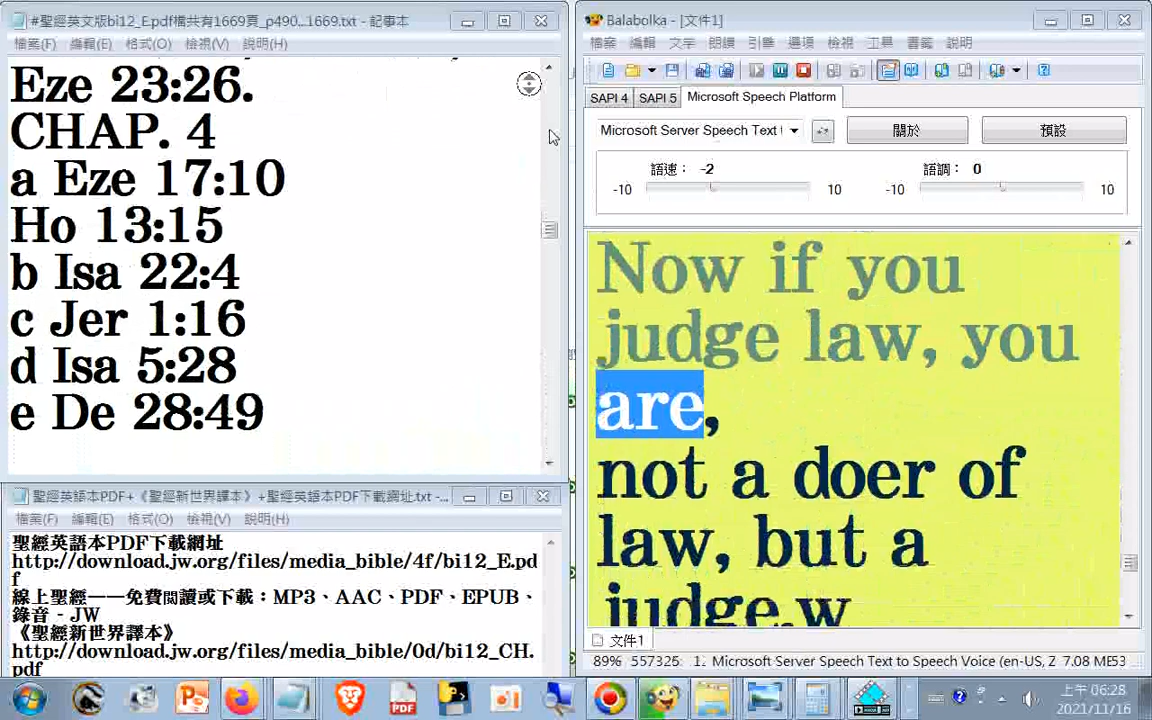 #聖經英文版bi12_E.pdf檔共有1669頁_p490...1669.txt - 記事本
檔案(F) 編輯(E) 格式(O) 檢視(V) 說明(H)
Eze 23:26.
CHAP. 4
a Eze 17:10
Ho 13:15
b Isa 22:4
c Jer 1:16
d Isa 5:28
e De 28:49
聖經英語本PDF+《聖經新世界譯本》+聖經英語本PDF下載網址.txt - ...
檔案(F) 編輯(E) 格式(O) 檢視(V) 說明(H)
聖經英語本PDF下載網址
http://download.jw.org/files/media_bible/4f/bi12_E.pd
f
線上聖經——免費閱讀或下載：MP3、AAC、PDF、EPUB、
錄音 - JW
《聖經新世界譯本》
http://download.jw.org/files/media_bible/0d/bi12_CH.
pdf
Balabolka - [文件1]
檔案 編輯 文字 朗讀 引擎 選項 檢視 工具 書籤 說明
SAPI 4 SAPI 5 Microsoft Speech Platform
Microsoft Server Speech Text 關於 預設
語速： -2 語調： 0
-10 10 -10 10
Now if you
judge law, you
are,
not a doer of
law, but a
judge.w
文件1
89% 557325: Microsoft Server Speech Text to Speech Voice (en-US, Z 7.08 ME
上午 06:28
2021/11/16